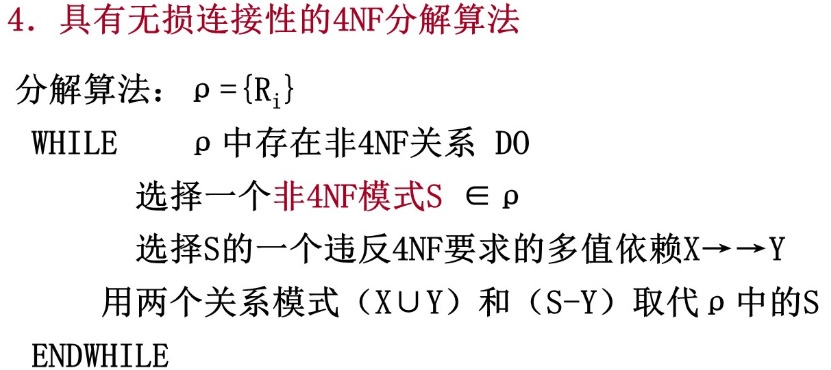 4. 具有无损连接性的4NF分解算法
分解算法： ρ={Rᵢ}
WHILE ρ中存在非4NF关系 DO
选择一个非4NF模式S ∈ρ
选择S的一个违反4NF要求的多值依赖X→→Y
用两个关系模式（X∪Y）和（S-Y）取代ρ中的S
ENDWHILE